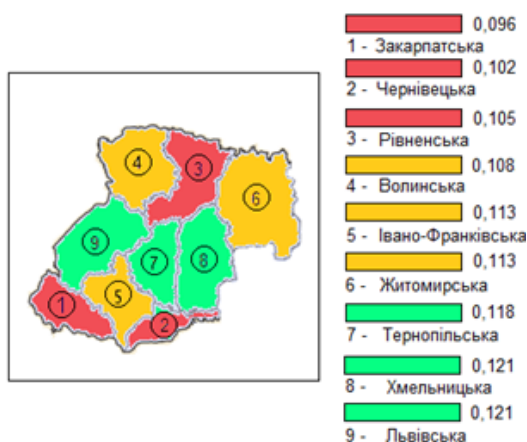 0,096
1 - Закарпатська
0,102
2 - Чернівецька
0,105
3 - Рівненська
0,108
4 - Волинська
0,113
5 - Івано-Франківська
0,113
6 - Житомирська
0,118
7 - Тернопільська
0,121
8 - Хмельницька
0,121
9 - Львівська
4
3
6
9
7
8
5
1
2